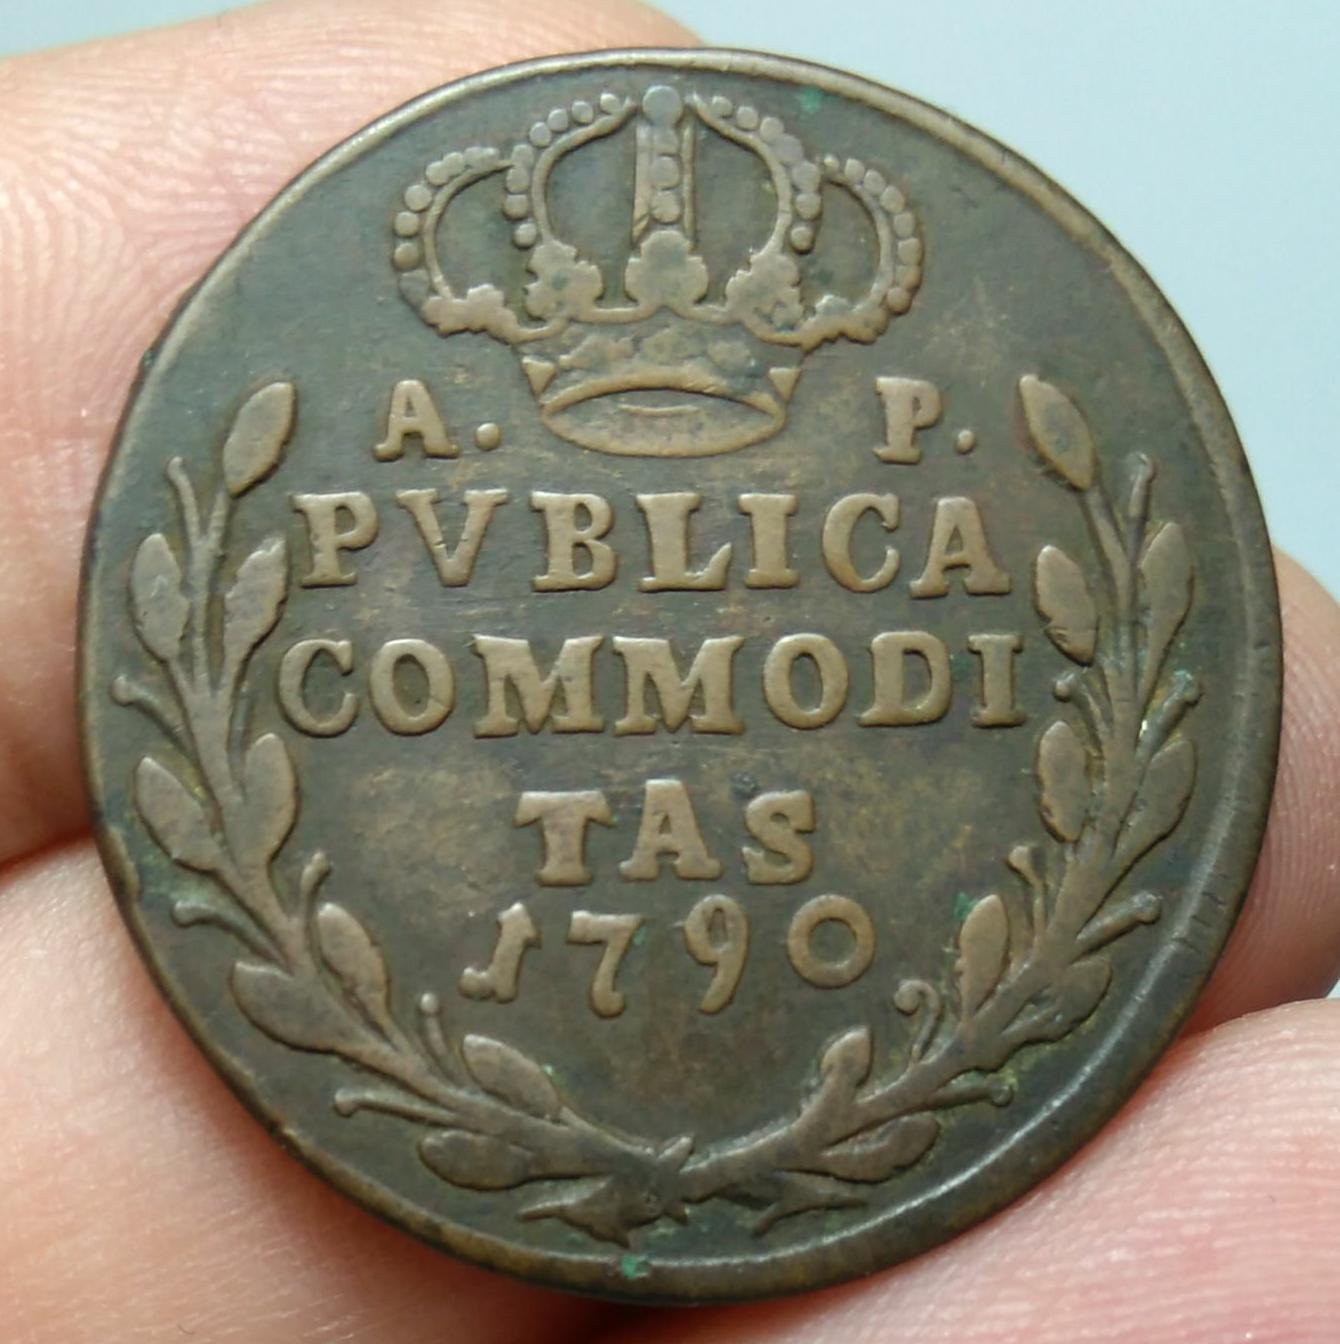 A. P.
PVBLICA
COMMODI
TAS
1790